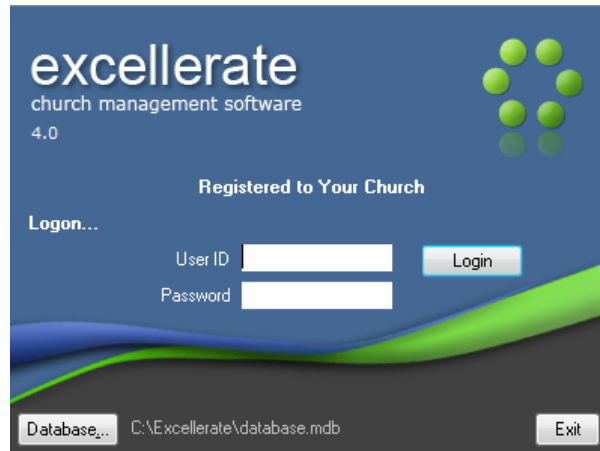 excellerate
church management software
4.0
Registered to Your Church
Logon...
User ID
Login
Password
Database... C:\Excellerate\database.mdb Exit